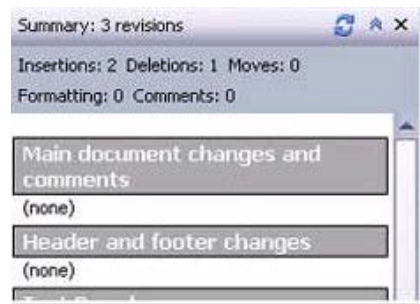 Summary: 3 revisions
Insertions: 2 Deletions: 1 Moves: 0
Formatting: 0 Comments: 0
Main document changes and
comments
(none)
Header and footer changes
(none)